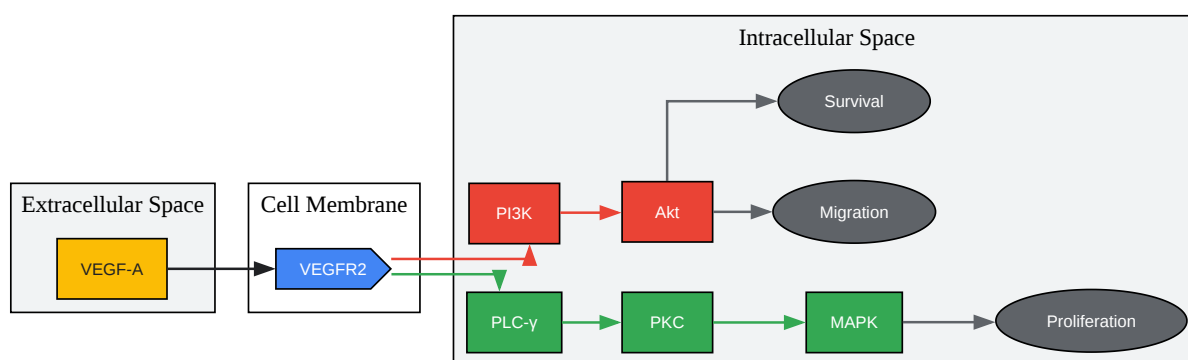 Intracellular Space
Survival
Extracellular Space
Cell Membrane
PI3K
Akt
Migration
VEGF-A
VEGFR2
PLC-γ
PKC
MAPK
Proliferation